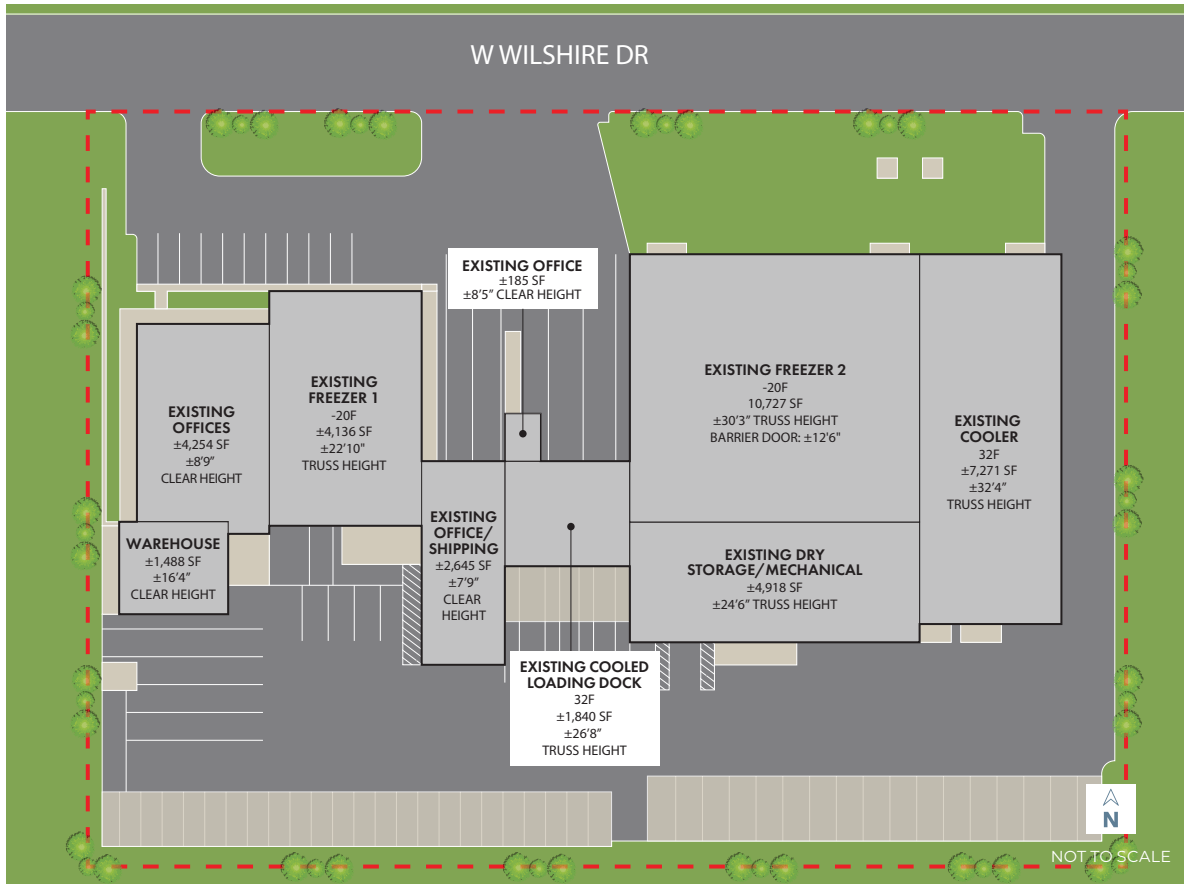 W WILSHIRE DR
EXISTING OFFICE
±185 SF
±8'5” CLEAR HEIGHT
EXISTING FREEZER 2
-20F
10,727 SF
±30'3” TRUSS HEIGHT
BARRIER DOOR: ±12'6"
EXISTING
FREEZER 1
-20F
±4,136 SF
±22'10”
TRUSS HEIGHT
EXISTING
OFFICES
±4,254 SF
±8'9”
CLEAR HEIGHT
EXISTING
COOLER
32F
±7,271 SF
±32'4”
TRUSS HEIGHT
EXISTING
OFFICE/
SHIPPING
±2,645 SF
±7'9”
CLEAR
HEIGHT
WAREHOUSE
±1,488 SF
±16'4”
CLEAR HEIGHT
EXISTING DRY
STORAGE/MECHANICAL
±4,918 SF
±24'6” TRUSS HEIGHT
EXISTING COOLED
LOADING DOCK
32F
±1,840 SF
±26'8”
TRUSS HEIGHT
N
NOT TO SCALE